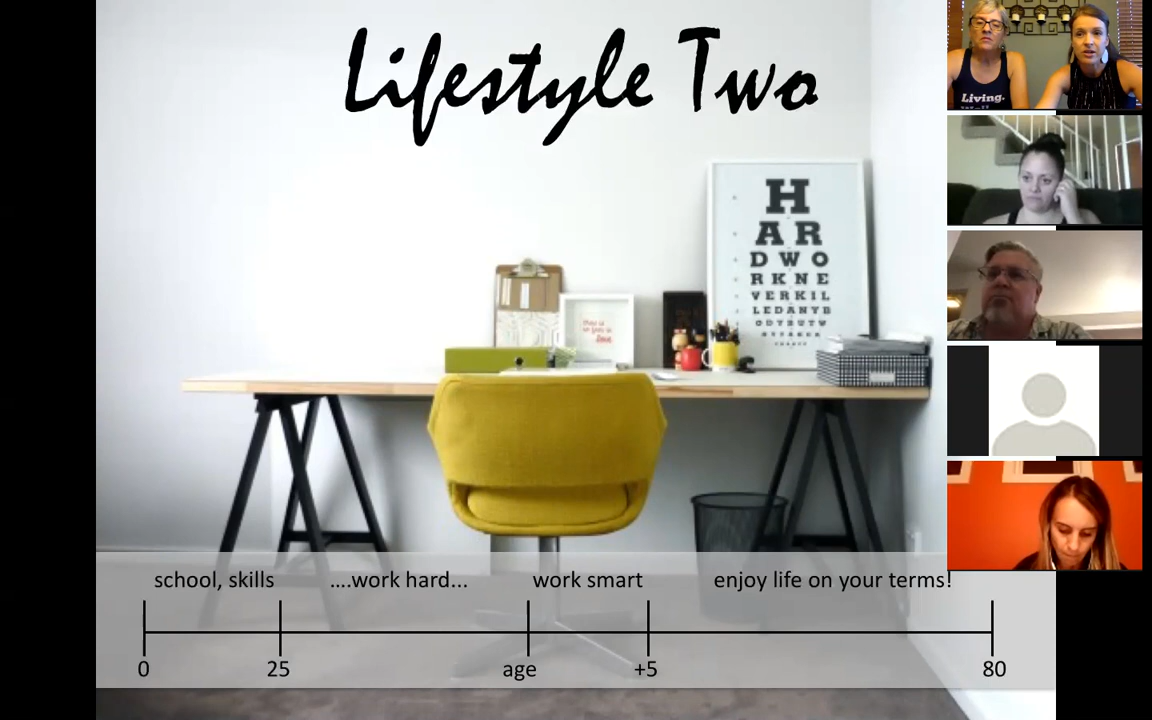 Lifestyle Two
Living.
H
AR
DWO
RKNE
VERKIL
LEDANYB
ODYBUTW
school, skills
....work hard...
work smart
enjoy life on your terms!
0
25
age
+5
80